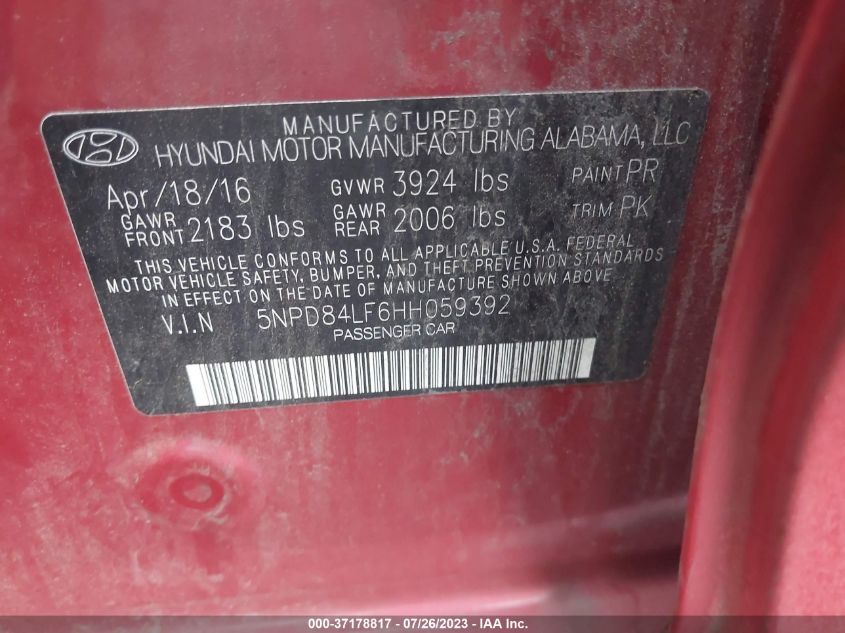 MANUFACTURED BY
HYUNDAI MOTOR MANUFACTURING ALABAMA, LLC
Apr/18/16 GVWR 3924 lbs PAINT PR
GAWR FRONT 2183 lbs GAWR REAR 2006 lbs TRIM PK
THIS VEHICLE CONFORMS TO ALL APPLICABLE U.S.A. FEDERAL
MOTOR VEHICLE SAFETY, BUMPER, AND THEFT PREVENTION STANDARDS
IN EFFECT ON THE DATE OF MANUFACTURE SHOWN ABOVE
V.I.N 5NPD84LF6HH059392
PASSENGER CAR
000-37178817 - 07/26/2023 - IAA Inc.